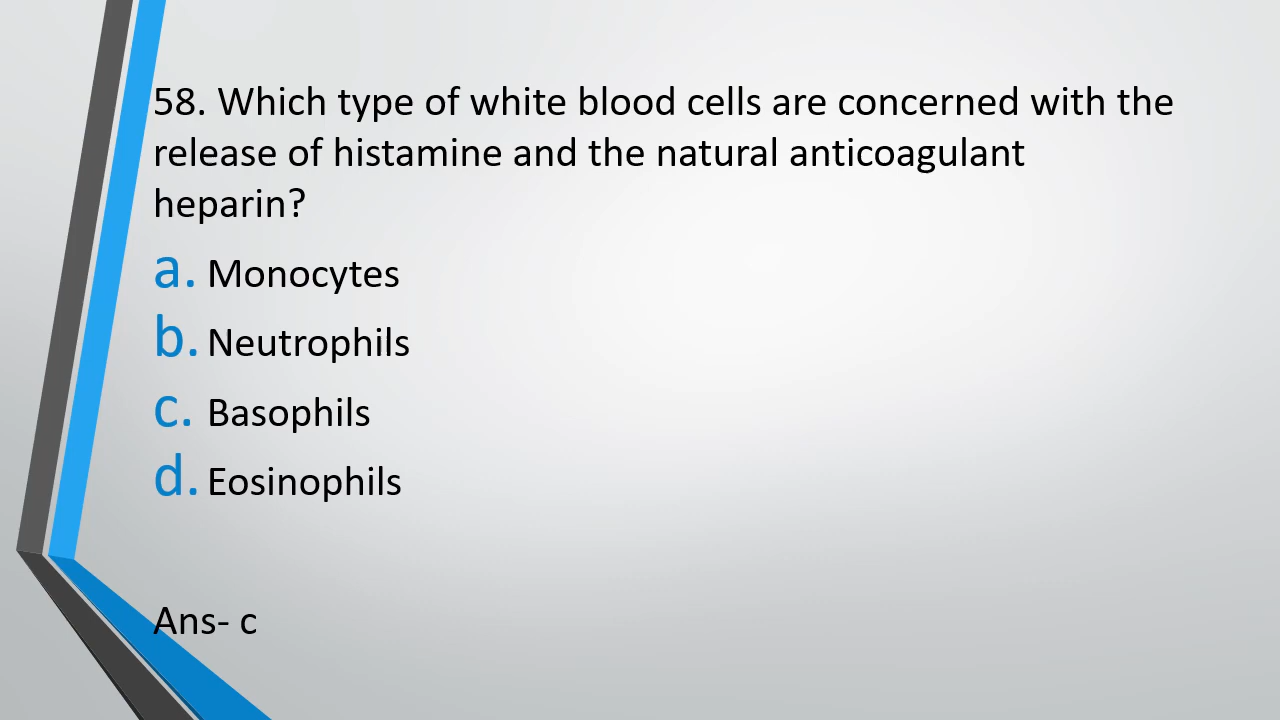 58. Which type of white blood cells are concerned with the
release of histamine and the natural anticoagulant
heparin?
a. Monocytes
b. Neutrophils
c. Basophils
d. Eosinophils
Ans- c